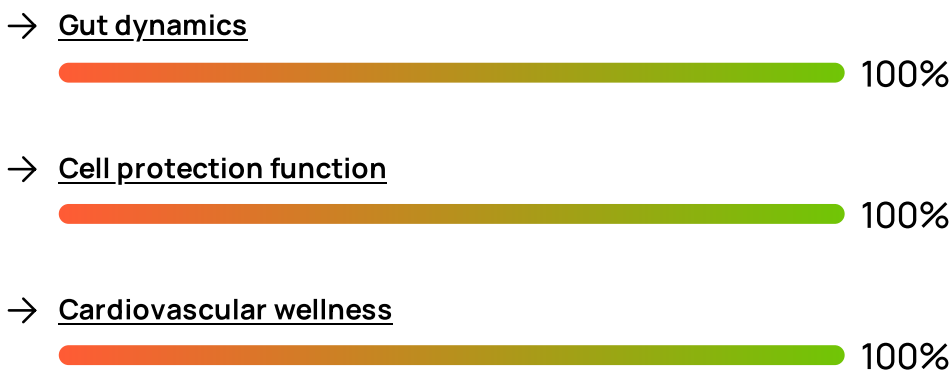 → Gut dynamics
100%
→ Cell protection function
100%
→ Cardiovascular wellness
100%